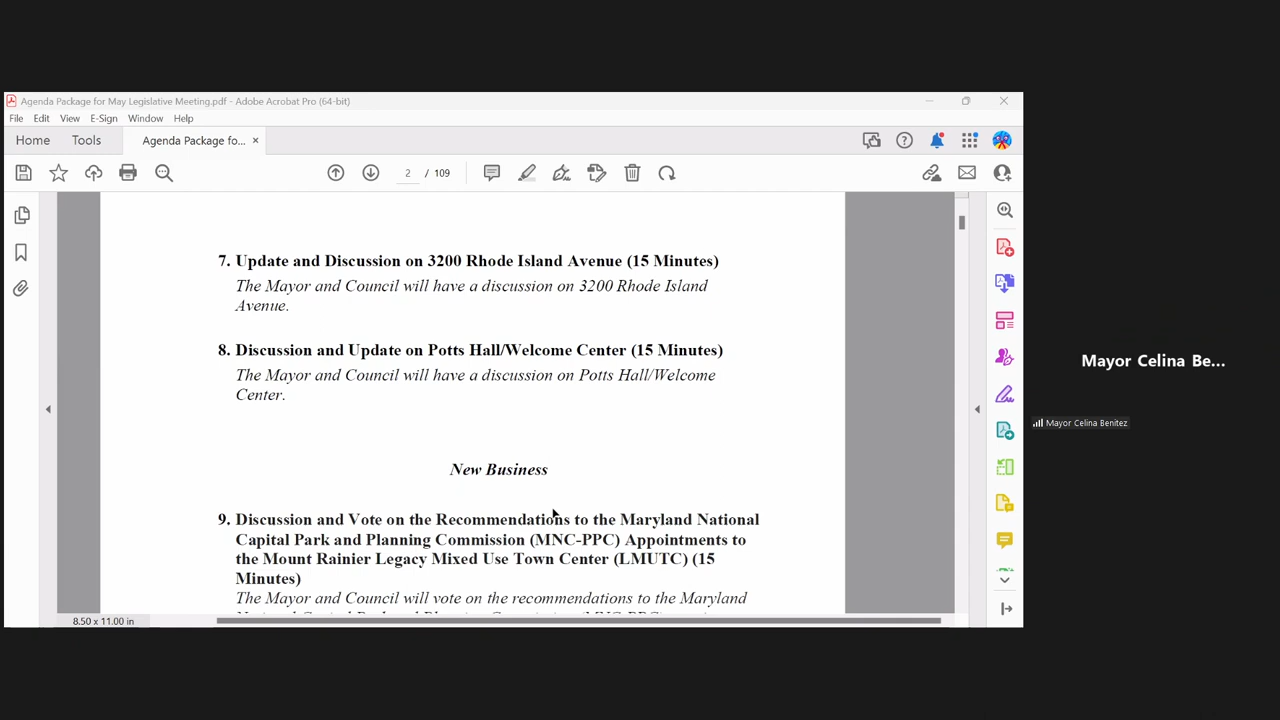 Agenda Package for May Legislative Meeting.pdf - Adobe Acrobat Pro (64-bit)
File Edit View E-Sign Window Help
Home Tools Agenda Package fo... ×
2 / 109
7. Update and Discussion on 3200 Rhode Island Avenue (15 Minutes)
The Mayor and Council will have a discussion on 3200 Rhode Island
Avenue.
8. Discussion and Update on Potts Hall/Welcome Center (15 Minutes)
The Mayor and Council will have a discussion on Potts Hall/Welcome
Center.
New Business
9. Discussion and Vote on the Recommendations to the Maryland National
Capital Park and Planning Commission (MNC-PPC) Appointments to
the Mount Rainier Legacy Mixed Use Town Center (LMUTC) (15
Minutes)
The Mayor and Council will vote on the recommendations to the Maryland
8.50 x 11.00 in
Mayor Celina Be...
Mayor Celina Benitez